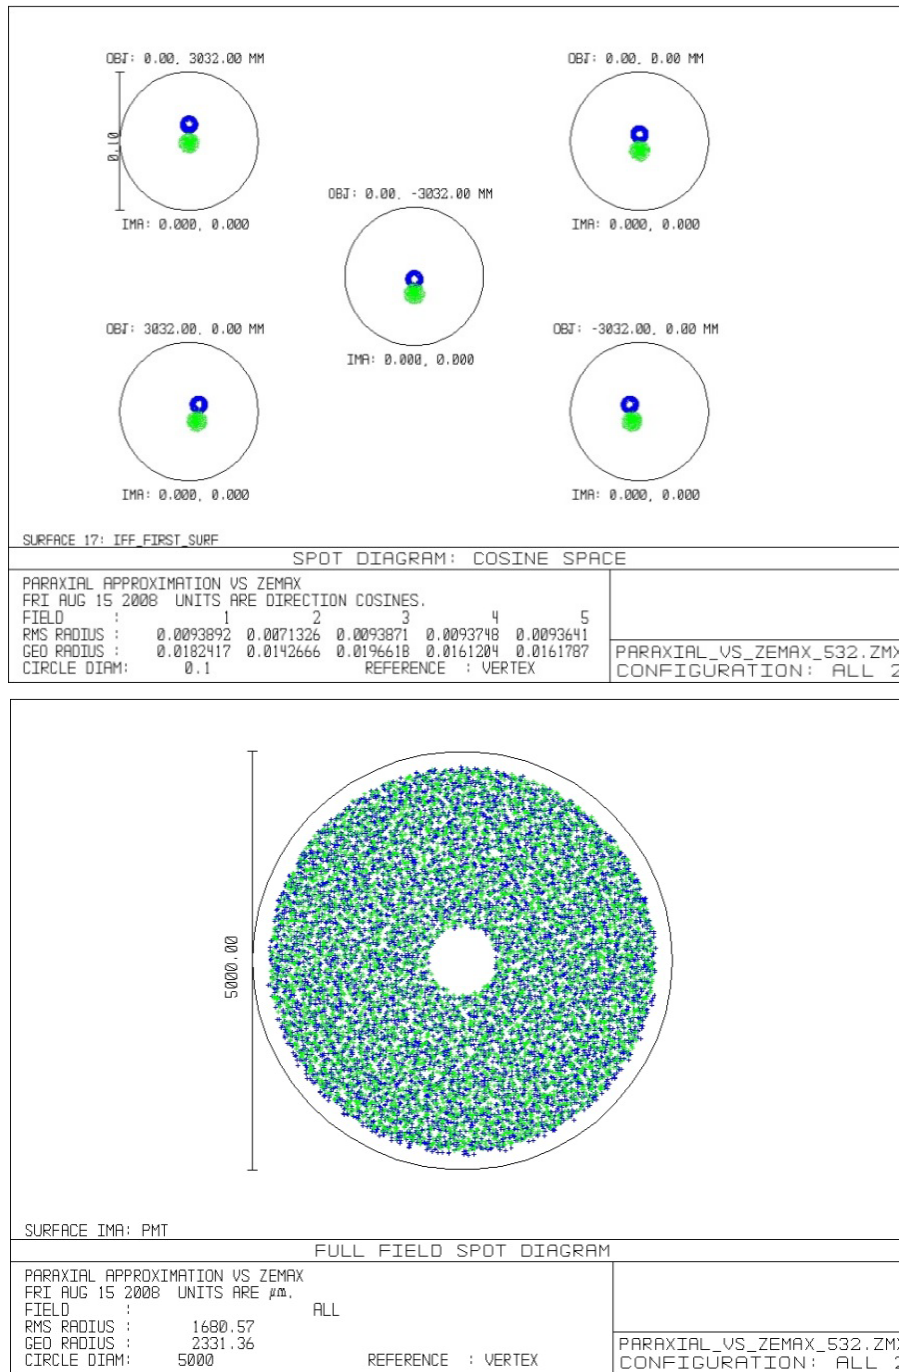 OBJ: 0.00, 3032.00 MM
OBJ: 0.00, 0.00 MM
0.10
IMA: 0.000, 0.000
IMA: 0.000, 0.000
OBJ: 0.00, -3032.00 MM
IMA: 0.000, 0.000
OBJ: 3032.00, 0.00 MM
OBJ: -3032.00, 0.00 MM
IMA: 0.000, 0.000
IMA: 0.000, 0.000
SURFACE 17: IFF_FIRST_SURF
SPOT DIAGRAM: COSINE SPACE
PARAXIAL APPROXIMATION VS ZEMAX
FRI AUG 15 2008 UNITS ARE DIRECTION COSINES.
FIELD : 1 2 3 4 5
RMS RADIUS : 0.0093892 0.0071326 0.0093871 0.0093748 0.0093641
GEO RADIUS : 0.0182417 0.0142666 0.0196618 0.0161204 0.0161787
CIRCLE DIAM: 0.1 REFERENCE : VERTEX
PARAXIAL_VS_ZEMAX_532.ZMX
CONFIGURATION: ALL 2
5000.00
SURFACE IMA: PMT
FULL FIELD SPOT DIAGRAM
PARAXIAL APPROXIMATION VS ZEMAX
FRI AUG 15 2008 UNITS ARE µm.
FIELD : ALL
RMS RADIUS : 1680.57
GEO RADIUS : 2331.36
CIRCLE DIAM: 5000 REFERENCE : VERTEX
PARAXIAL_VS_ZEMAX_532.ZMX
CONFIGURATION: ALL 2